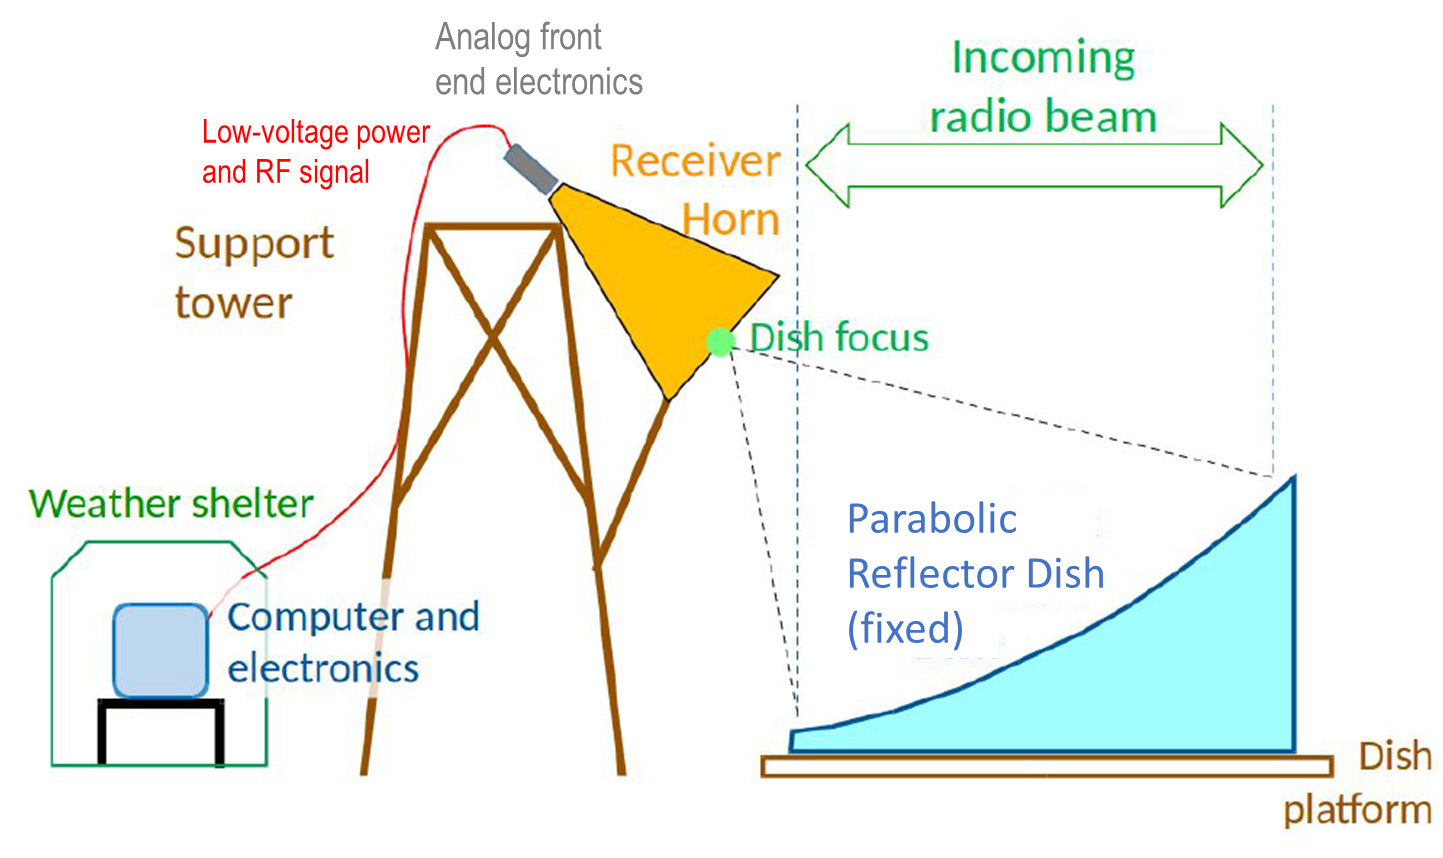 Analog front
end electronics
Incoming
radio beam
Low-voltage power
and RF signal
Receiver
Horn
Support
tower
Dish focus
Weather shelter
Parabolic
Reflector Dish
(fixed)
Computer and
electronics
Dish
platform